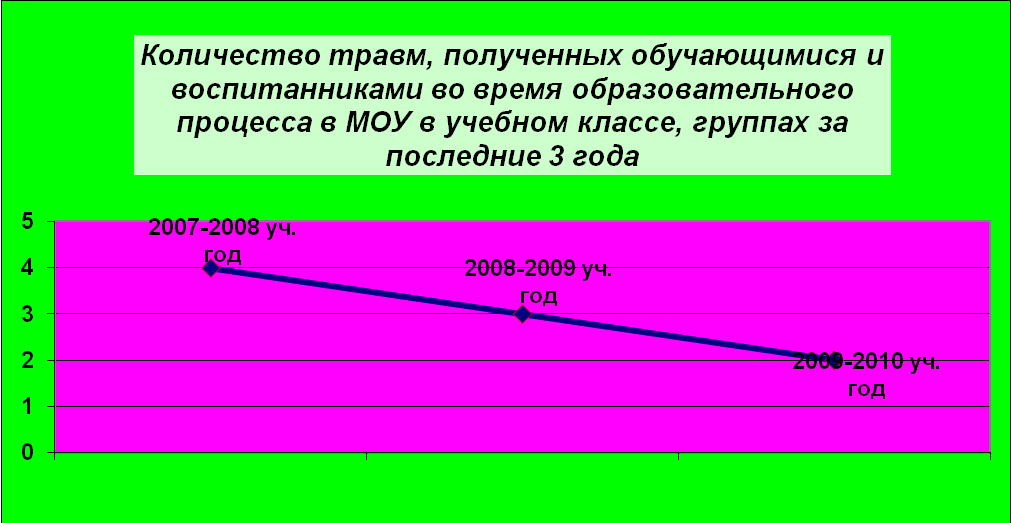 Количество травм, полученных обучающимися и
воспитанниками во время образовательного
процесса в МОУ в учебном классе, группах за
последние 3 года
5
4
3
2
1
0
2007-2008 уч.
год
2008-2009 уч.
год
2009-2010 уч.
год